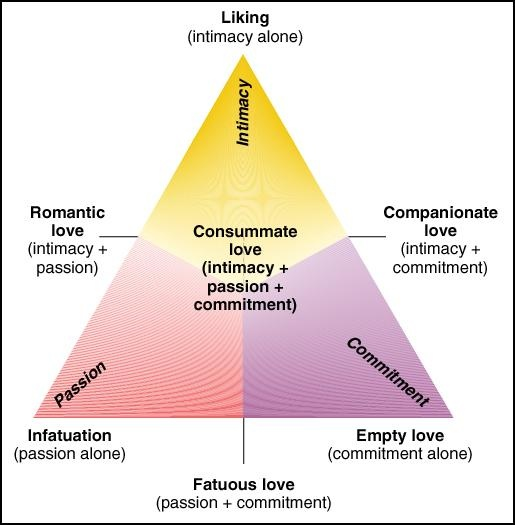 Liking
(intimacy alone)
Intimacy
Romantic
love
(intimacy +
passion)
Consummate
love
(intimacy +
passion +
commitment)
Companionate
love
(intimacy +
commitment)
Passion
Commitment
Infatuation
(passion alone)
Empty love
(commitment alone)
Fatuous love
(passion + commitment)